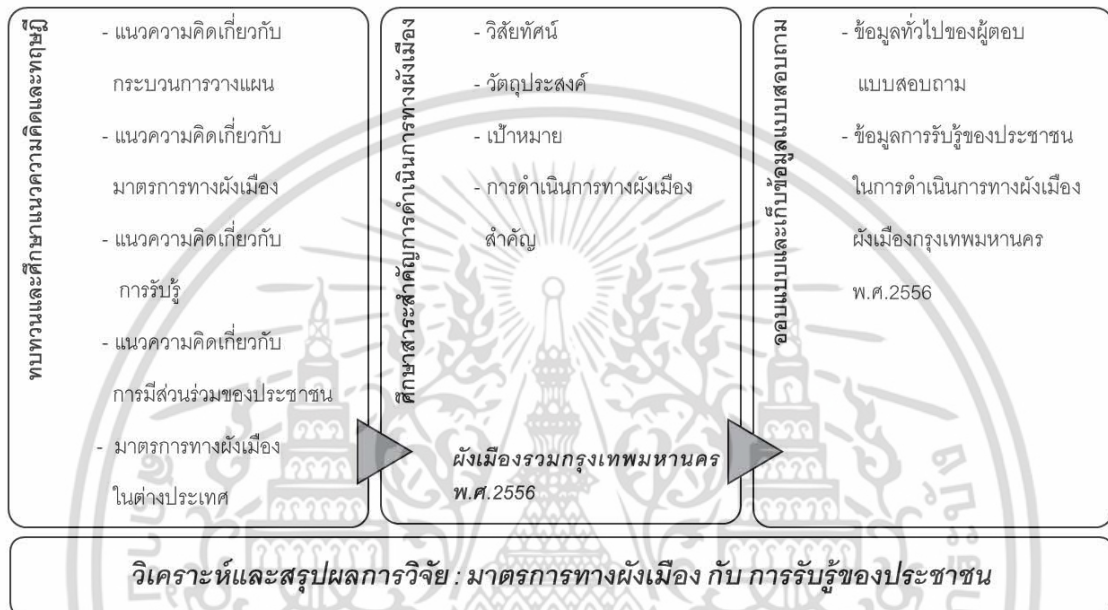 ทบทวนและศึกษาแนวความคิดและทฤษฎี
- แนวความคิดเกี่ยวกับ
กระบวนการวางแผน
- แนวความคิดเกี่ยวกับ
มาตรการทางผังเมือง
- แนวความคิดเกี่ยวกับ
การรับรู้
- แนวความคิดเกี่ยวกับ
การมีส่วนร่วมของประชาชน
- มาตรการทางผังเมือง
ในต่างประเทศ
ศึกษาสาระสำคัญการดำเนินการทางผังเมือง
- วิสัยทัศน์
- วัตถุประสงค์
- เป้าหมาย
- การดำเนินการทางผังเมือง
สำคัญ
ผังเมืองรวมกรุงเทพมหานคร
พ.ศ.2556
ออบแบบและเก็บข้อมูลแบบสอบถาม
- ข้อมูลทั่วไปของผู้ตอบ
แบบสอบถาม
- ข้อมูลการรับรู้ของประชาชน
ในการดำเนินการทางผังเมือง
ผังเมืองกรุงเทพมหานคร
พ.ศ.2556
วิเคราะห์และสรุปผลการวิจัย : มาตรการทางผังเมือง กับ การรับรู้ของประชาชน